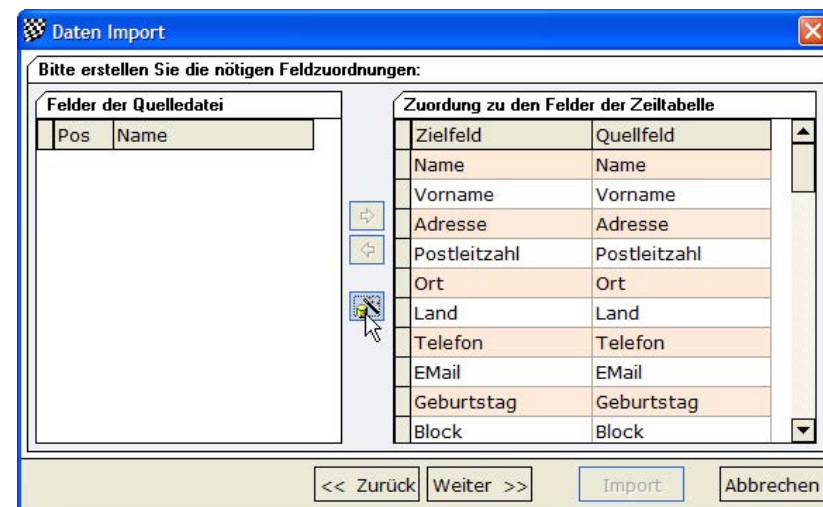 Daten Import
Bitte erstellen Sie die nötigen Feldzuordnungen:
Felder der Quelledatei
Pos Name
Zuordung zu den Felder der Zeiltabelle
Zielfeld Quellfeld
Name Name
Vorname Vorname
Adresse Adresse
Postleitzahl Postleitzahl
Ort Ort
Land Land
Telefon Telefon
EMail EMail
Geburtstag Geburtstag
Block Block
<< Zurück Weiter >> Import Abbrechen